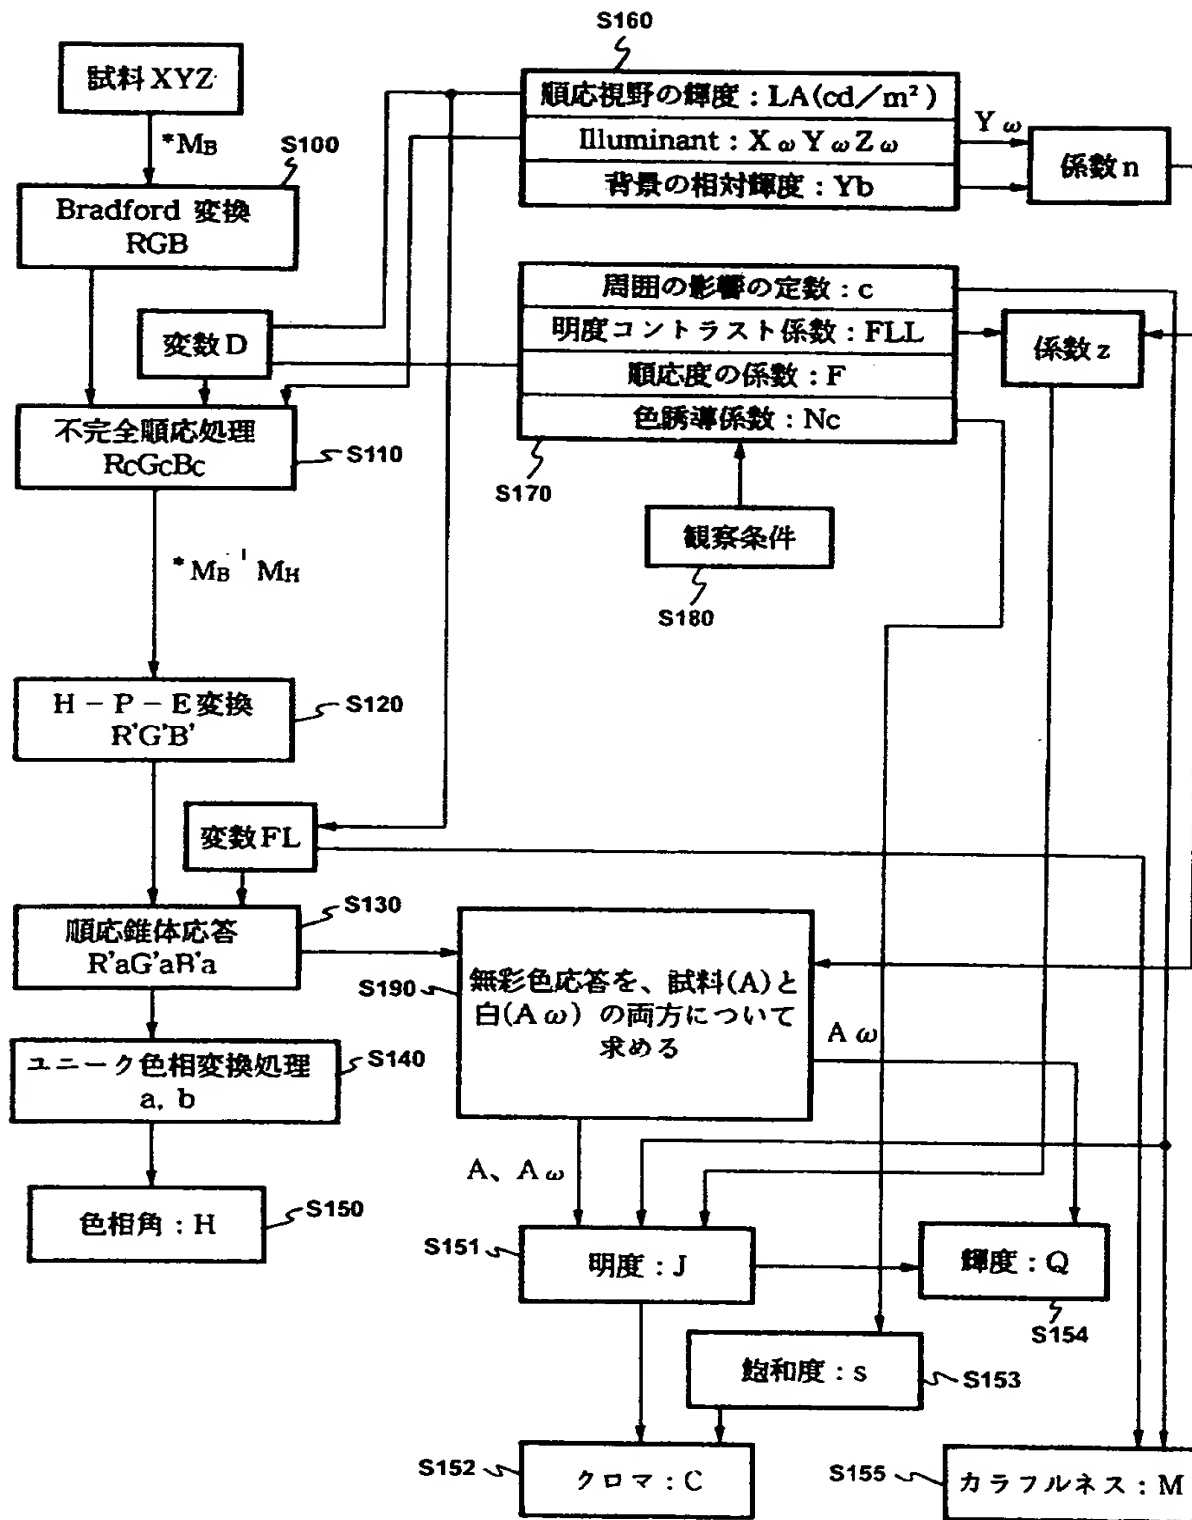 S160
試料XYZ
*MB
S100
Bradford 変換
RGB
順応視野の輝度：LA(cd／m²)
Illuminant：XωYωZω
背景の相対輝度：Yb
Yω
係数n
周囲の影響の定数：c
明度コントラスト係数：FLL
順応度の係数：F
色誘導係数：Nc
係数z
変数D
不完全順応処理
RcGcBc
S110
S170
観察条件
S180
*MB⁻¹MH
H－P－E変換
R'G'B'
S120
変数FL
順応錐体応答
R'aG'aB'a
S130
S190
無彩色応答を、試料(A)と
白(Aω) の両方について
求める
Aω
ユニーク色相変換処理
a, b
S140
A、Aω
色相角：H
S150
S151
明度：J
輝度：Q
S154
飽和度：s
S153
S152
クロマ：C
S155
カラフルネス：M